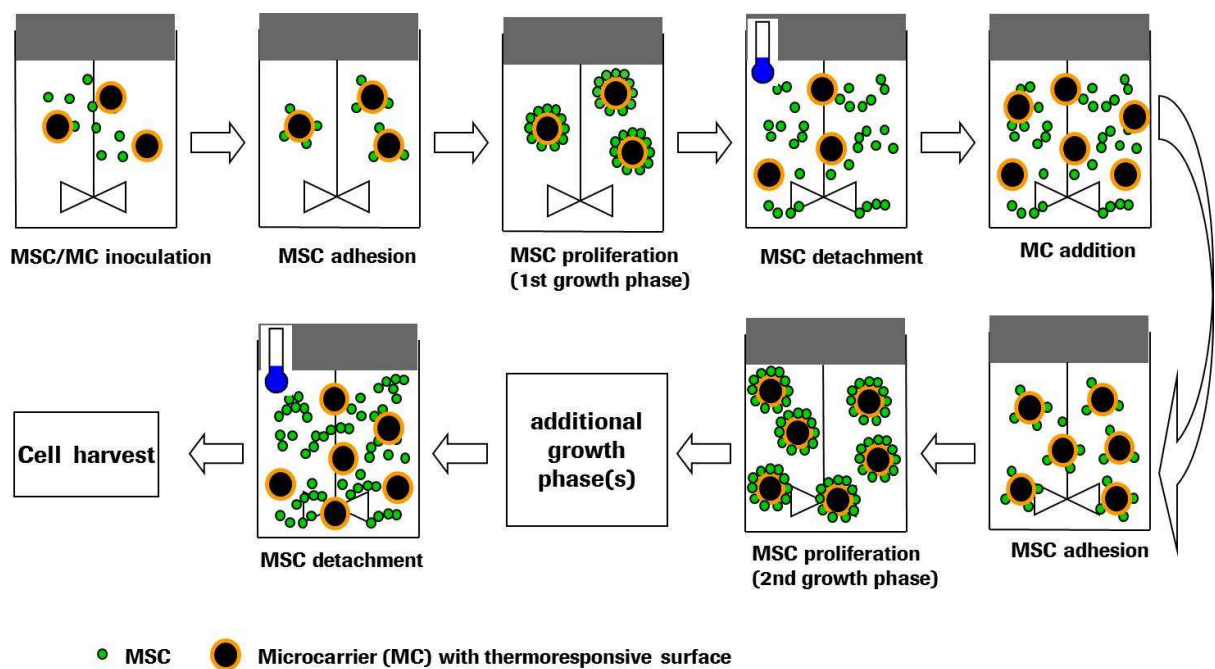 MSC/MC inoculation
MSC adhesion
MSC proliferation
(1st growth phase)
MSC detachment
MC addition
Cell harvest
MSC detachment
additional
growth
phase(s)
MSC proliferation
(2nd growth phase)
MSC adhesion
MSC
Microcarrier (MC) with thermoresponsive surface